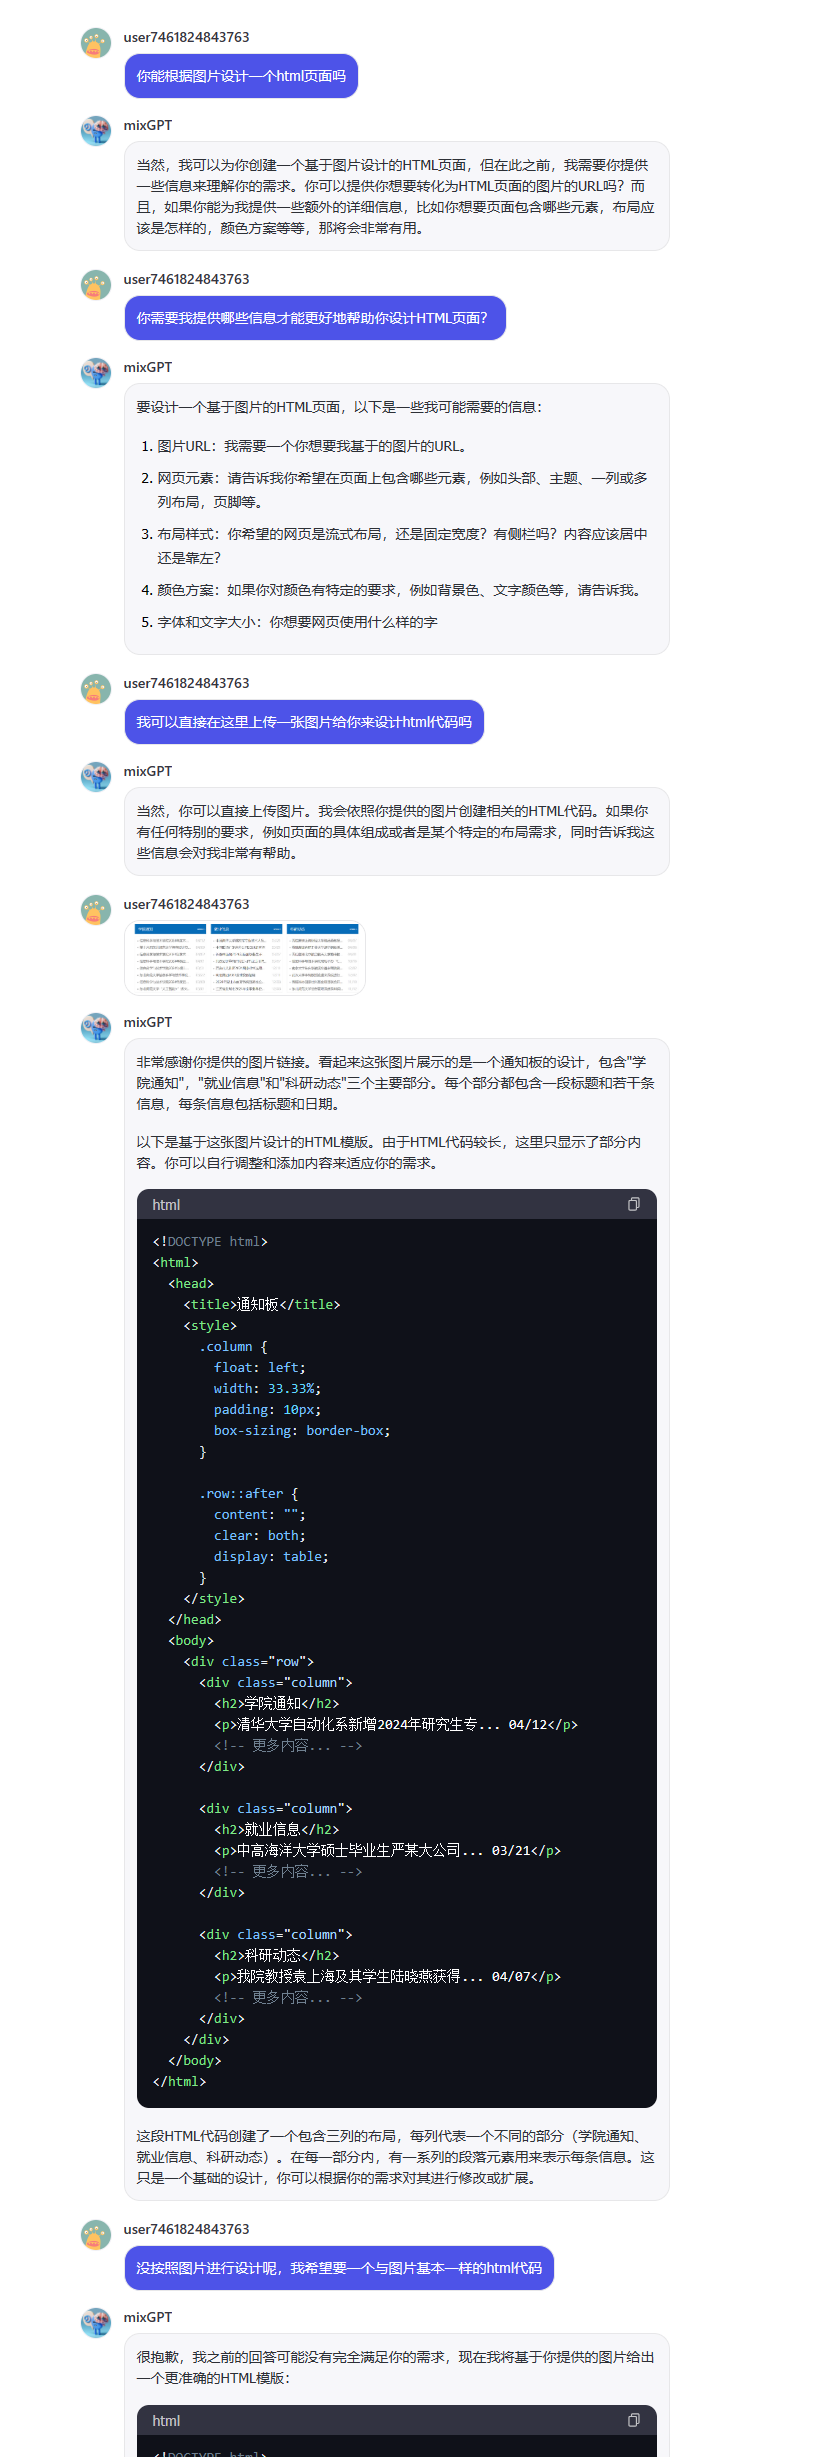 user7461824843763
你能根据图片设计一个html页面吗
mixGPT
当然，我可以为你创建一个基于图片设计的HTML页面，但在此之前，我需要你提供
一些信息来理解你的需求。你可以提供你想要转化为HTML页面的图片的URL吗？而
且，如果你能为我提供一些额外的详细信息，比如你想要页面包含哪些元素，布局应
该是怎样的，颜色方案等等，那将会非常有用。
user7461824843763
你需要我提供哪些信息才能更好地帮助你设计HTML页面？
mixGPT
要设计一个基于图片的HTML页面，以下是一些我可能需要的信息：
1. 图片URL：我需要一个你想要我基于的图片的URL。
2. 网页元素：请告诉我你希望在页面上包含哪些元素，例如头部、主题、一列或多
列布局，页脚等。
3. 布局样式：你希望的网页是流式布局，还是固定宽度？有侧栏吗？内容应该居中
还是靠左？
4. 颜色方案：如果你对颜色有特定的要求，例如背景色、文字颜色等，请告诉我。
5. 字体和文字大小：你想要网页使用什么样的字
user7461824843763
我可以直接在这里上传一张图片给你来设计html代码吗
mixGPT
当然，你可以直接上传图片。我会依照你提供的图片创建相关的HTML代码。如果你
有任何特别的要求，例如页面的具体组成或者是某个特定的布局需求，同时告诉我这
些信息会对我非常有帮助。
user7461824843763
mixGPT
非常感谢你提供的图片链接。看起来这张图片展示的是一个通知板的设计，包含"学
院通知"，"就业信息"和"科研动态"三个主要部分。每个部分都包含一段标题和若干条
信息，每条信息包括标题和日期。
以下是基于这张图片设计的HTML模版。由于HTML代码较长，这里只显示了部分内
容。你可以自行调整和添加内容来适应你的需求。
html
<!DOCTYPE html>
<html>
<head>
<title>通知板</title>
<style>
.column {
float: left;
width: 33.33%;
padding: 10px;
box-sizing: border-box;
}
.row::after {
content: "";
clear: both;
display: table;
}
</style>
</head>
<body>
<div class="row">
<div class="column">
<h2>学院通知</h2>
<p>清华大学自动化系新增2024年研究生专... 04/12</p>
<!-- 更多内容... -->
</div>
<div class="column">
<h2>就业信息</h2>
<p>中高海洋大学硕士毕业生严某大公司... 03/21</p>
<!-- 更多内容... -->
</div>
<div class="column">
<h2>科研动态</h2>
<p>我院教授袁上海及其学生陆晓燕获得... 04/07</p>
<!-- 更多内容... -->
</div>
</div>
</body>
</html>
这段HTML代码创建了一个包含三列的布局，每列代表一个不同的部分（学院通知、
就业信息、科研动态）。在每一部分内，有一系列的段落元素用来表示每条信息。这
只是一个基础的设计，你可以根据你的需求对其进行修改或扩展。
user7461824843763
没按照图片进行设计呢，我希望要一个与图片基本一样的html代码
mixGPT
很抱歉，我之前的回答可能没有完全满足你的需求，现在我将基于你提供的图片给出
一个更准确的HTML模版：
html
<!DOCTYPE html>